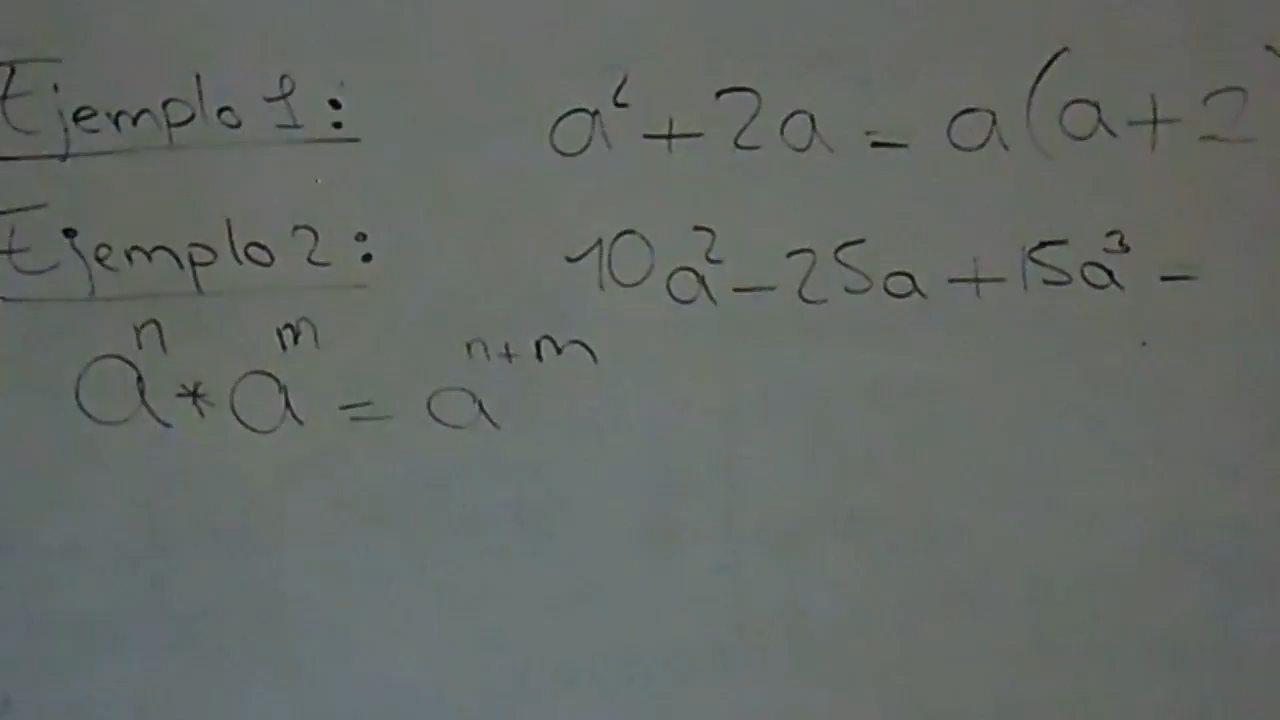 Ejemplo 1: a² + 2a = a(a+2)
Ejemplo 2: 10a² - 25a + 15a³ -
aⁿ * aᵐ = aⁿ⁺ᵐ